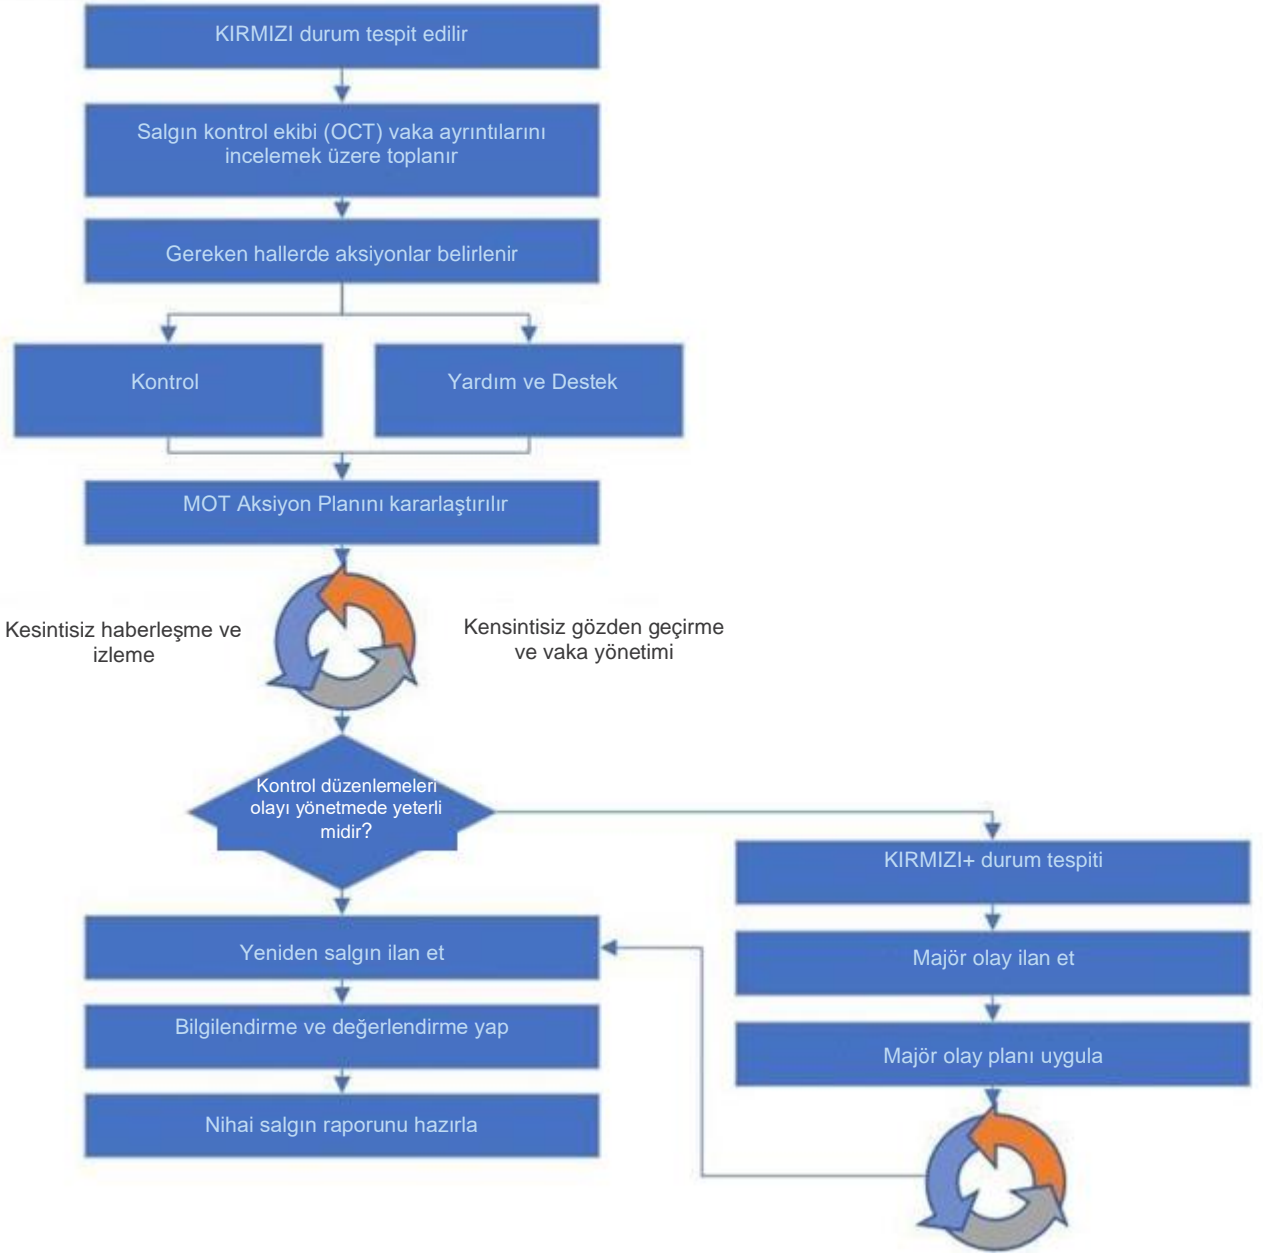 KIRMIZI durum tespit edilir
Salgın kontrol ekibi (OCT) vaka ayrıntılarını
incelemek üzere toplanır
Gereken hallerde aksiyonlar belirlenir
Kontrol
Yardım ve Destek
MOT Aksiyon Planını kararlaştırılır
Kesintisiz haberleşme ve
izleme
Kensintisiz gözden geçirme
ve vaka yönetimi
Kontrol düzenlemeleri
olayı yönetmede yeterli
midir?
KIRMIZI+ durum tespiti
Majör olay ilan et
Majör olay planı uygula
Yeniden salgın ilan et
Bilgilendirme ve değerlendirme yap
Nihai salgın raporunu hazırla